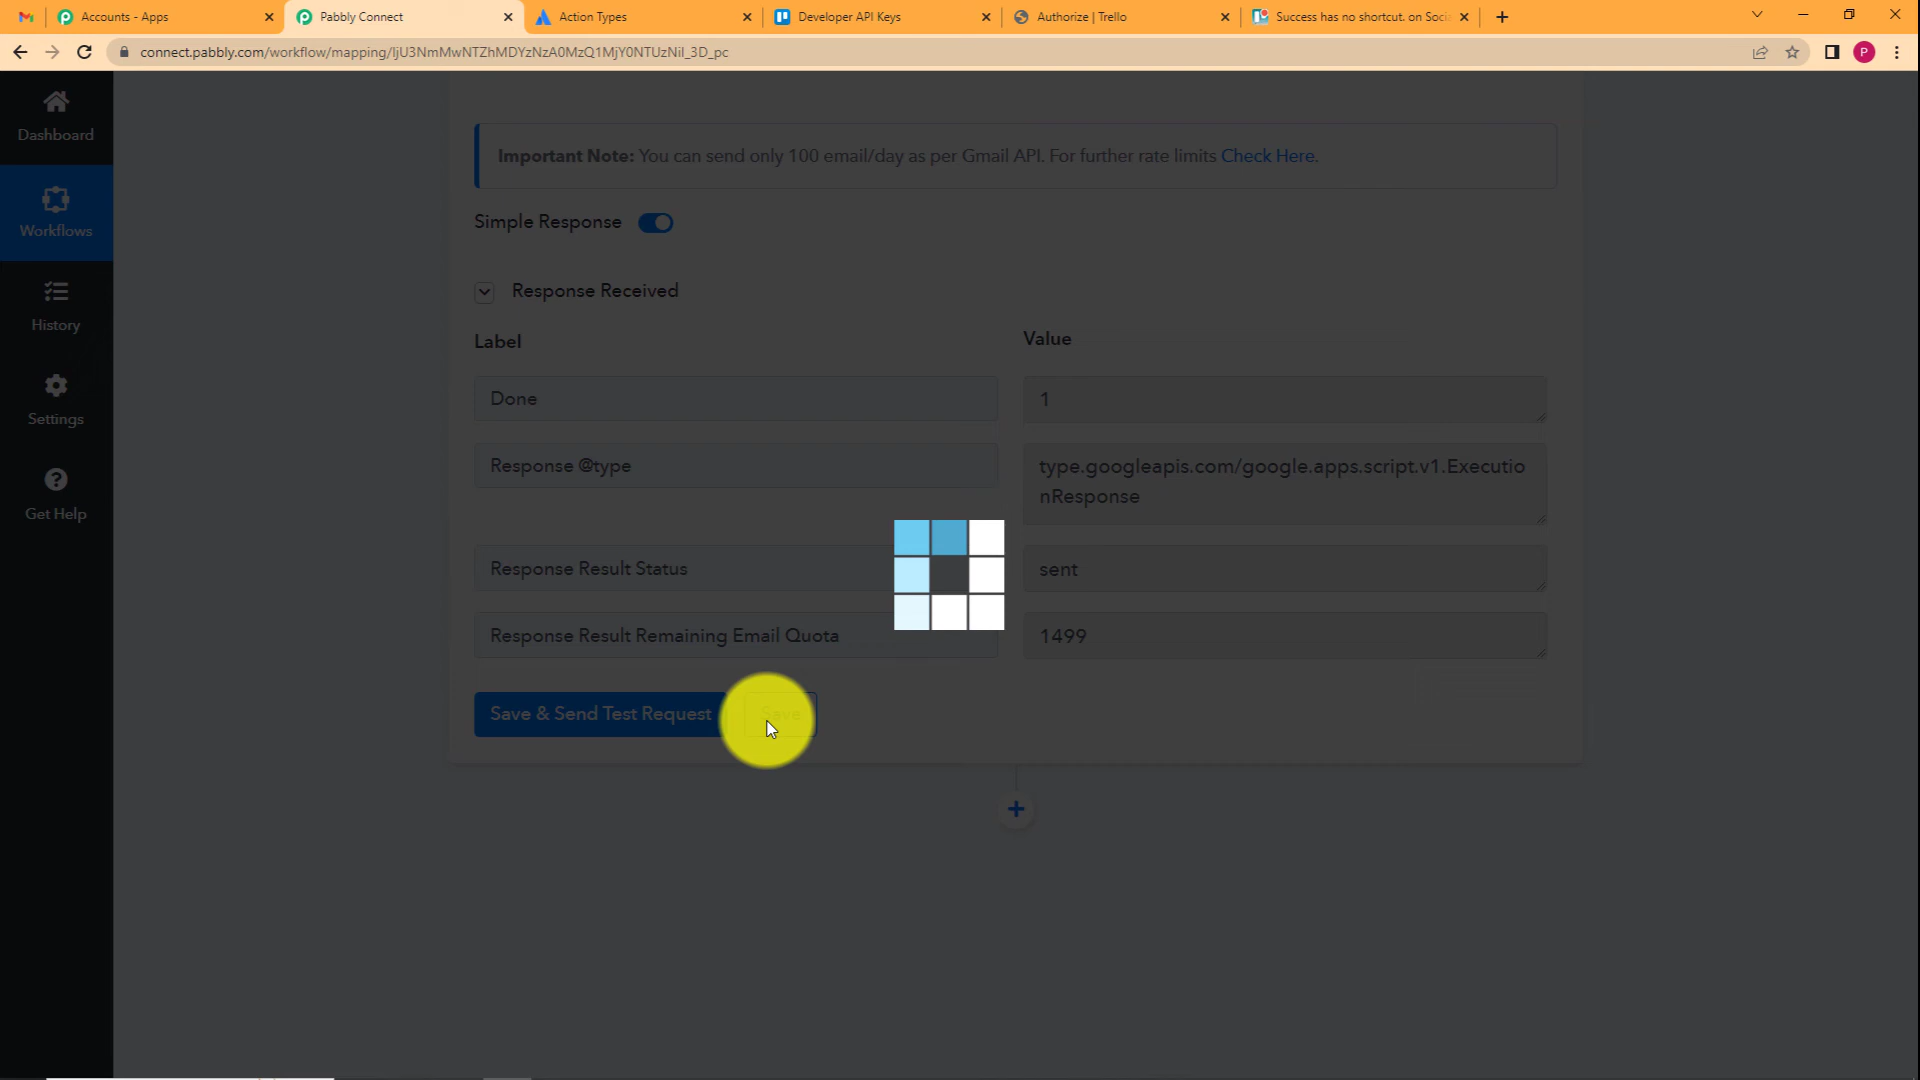 Accounts - Apps
Pabbly Connect
Action Types
Developer API Keys
Authorize | Trello
Success has no shortcut. on Soci
connect.pabbly.com/workflow/mapping/IjU3NmMwNTZhMDYzNzA0MzQ1MjY0NTUzNiI_3D_pc
P
Dashboard
Workflows
History
Settings
Get Help
Important Note: You can send only 100 email/day as per Gmail API. For further rate limits Check Here.
Simple Response
Response Received
Label
Value
Done
1
Response @type
type.googleapis.com/google.apps.script.v1.Executio
nResponse
Response Result Status
sent
Response Result Remaining Email Quota
1499
Save & Send Test Request
Save